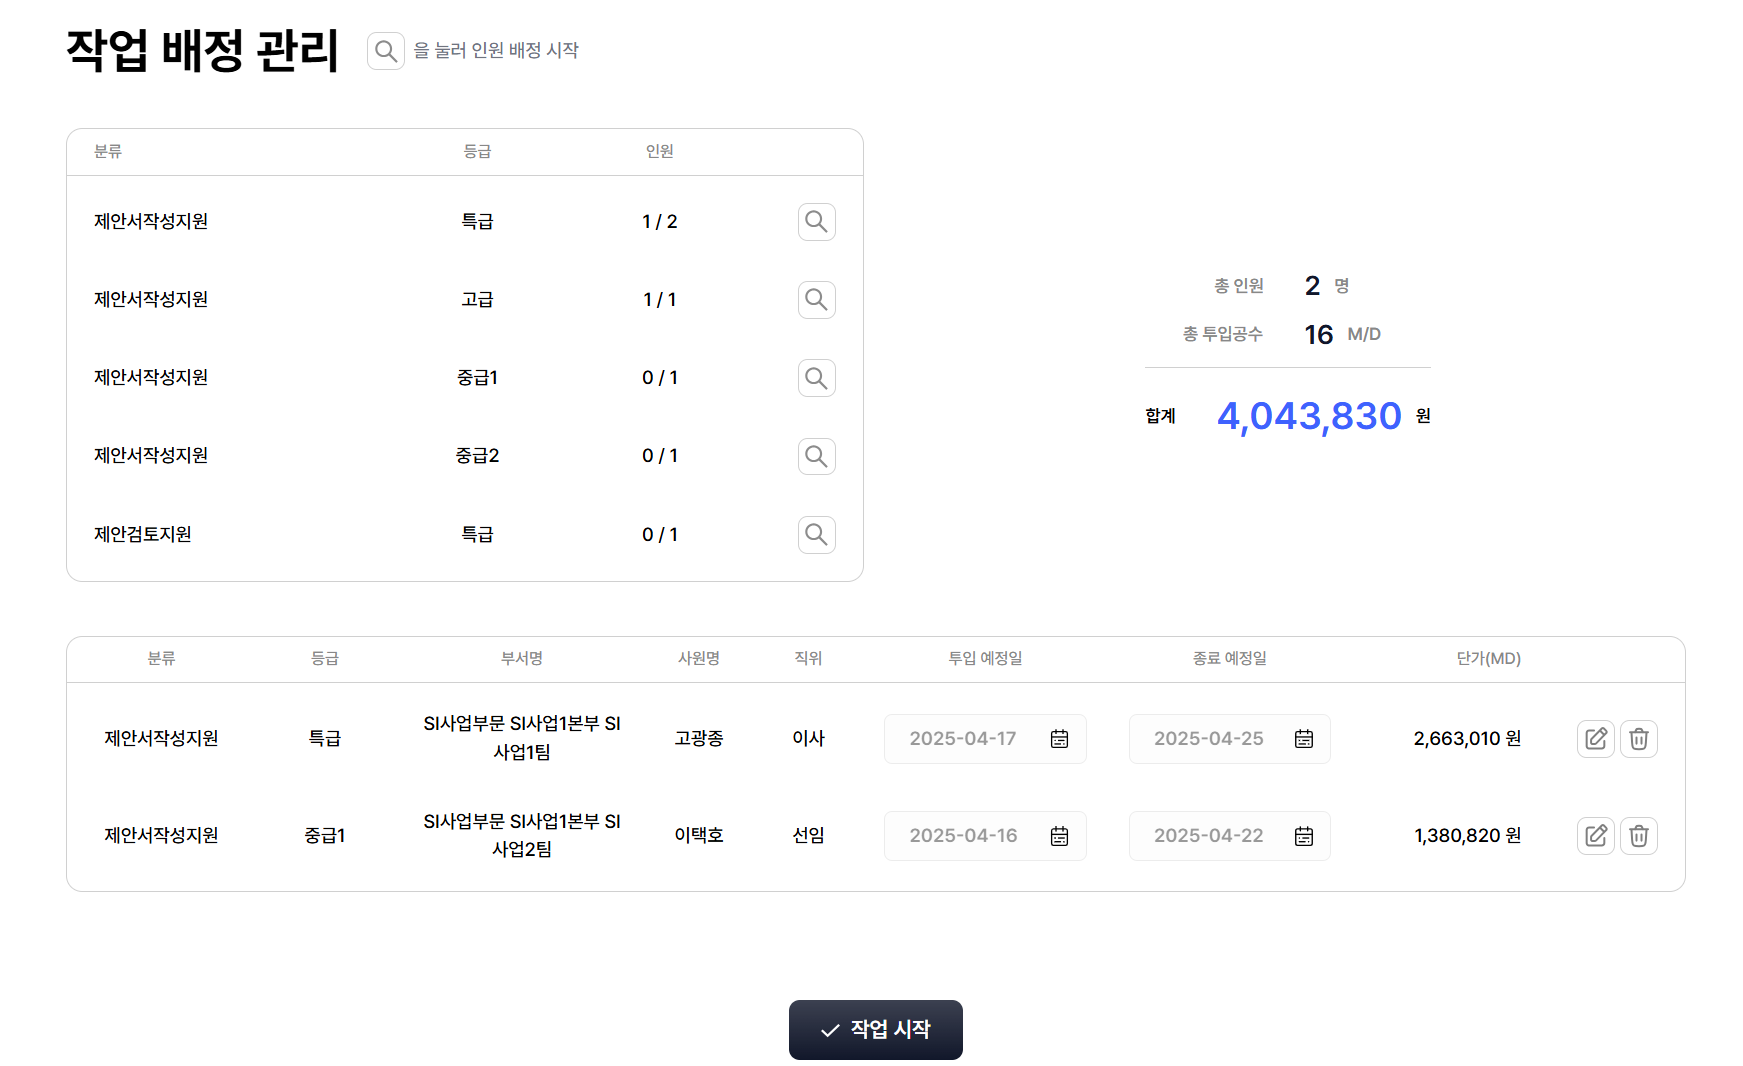 작업 배정 관리
을 눌러 인원 배정 시작
분류 등급 인원
제안서작성지원 특급 1 / 2
제안서작성지원 고급 1 / 1
제안서작성지원 중급1 0 / 1
제안서작성지원 중급2 0 / 1
제안검토지원 특급 0 / 1
총 인원 2 명
총 투입공수 16 M/D
합계 4,043,830 원
분류 등급 부서명 사원명 직위 투입 예정일 종료 예정일 단가(MD)
제안서작성지원 특급 SI사업부문 SI사업1본부 SI
사업1팀 고광종 이사 2025-04-17 2025-04-25 2,663,010 원
제안서작성지원 중급1 SI사업부문 SI사업1본부 SI
사업2팀 이택호 선임 2025-04-16 2025-04-22 1,380,820 원
작업 시작